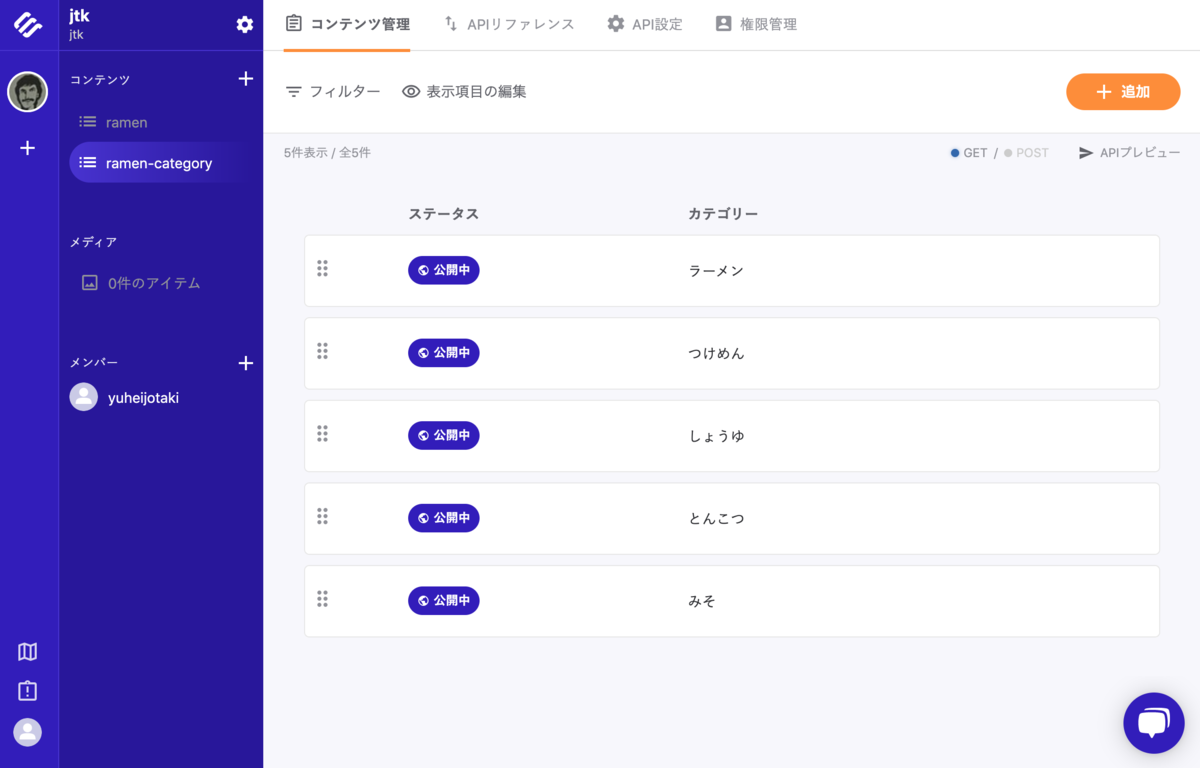 jtk
jtk
コンテンツ
ramen
ramen-category
メディア
0件のアイテム
メンバー
yuheijotaki
コンテンツ管理 APIリファレンス API設定 権限管理
フィルター 表示項目の編集 追加
5件表示 / 全5件 GET / POST APIプレビュー
ステータス カテゴリー
公開中 ラーメン
公開中 つけめん
公開中 しょうゆ
公開中 とんこつ
公開中 みそ